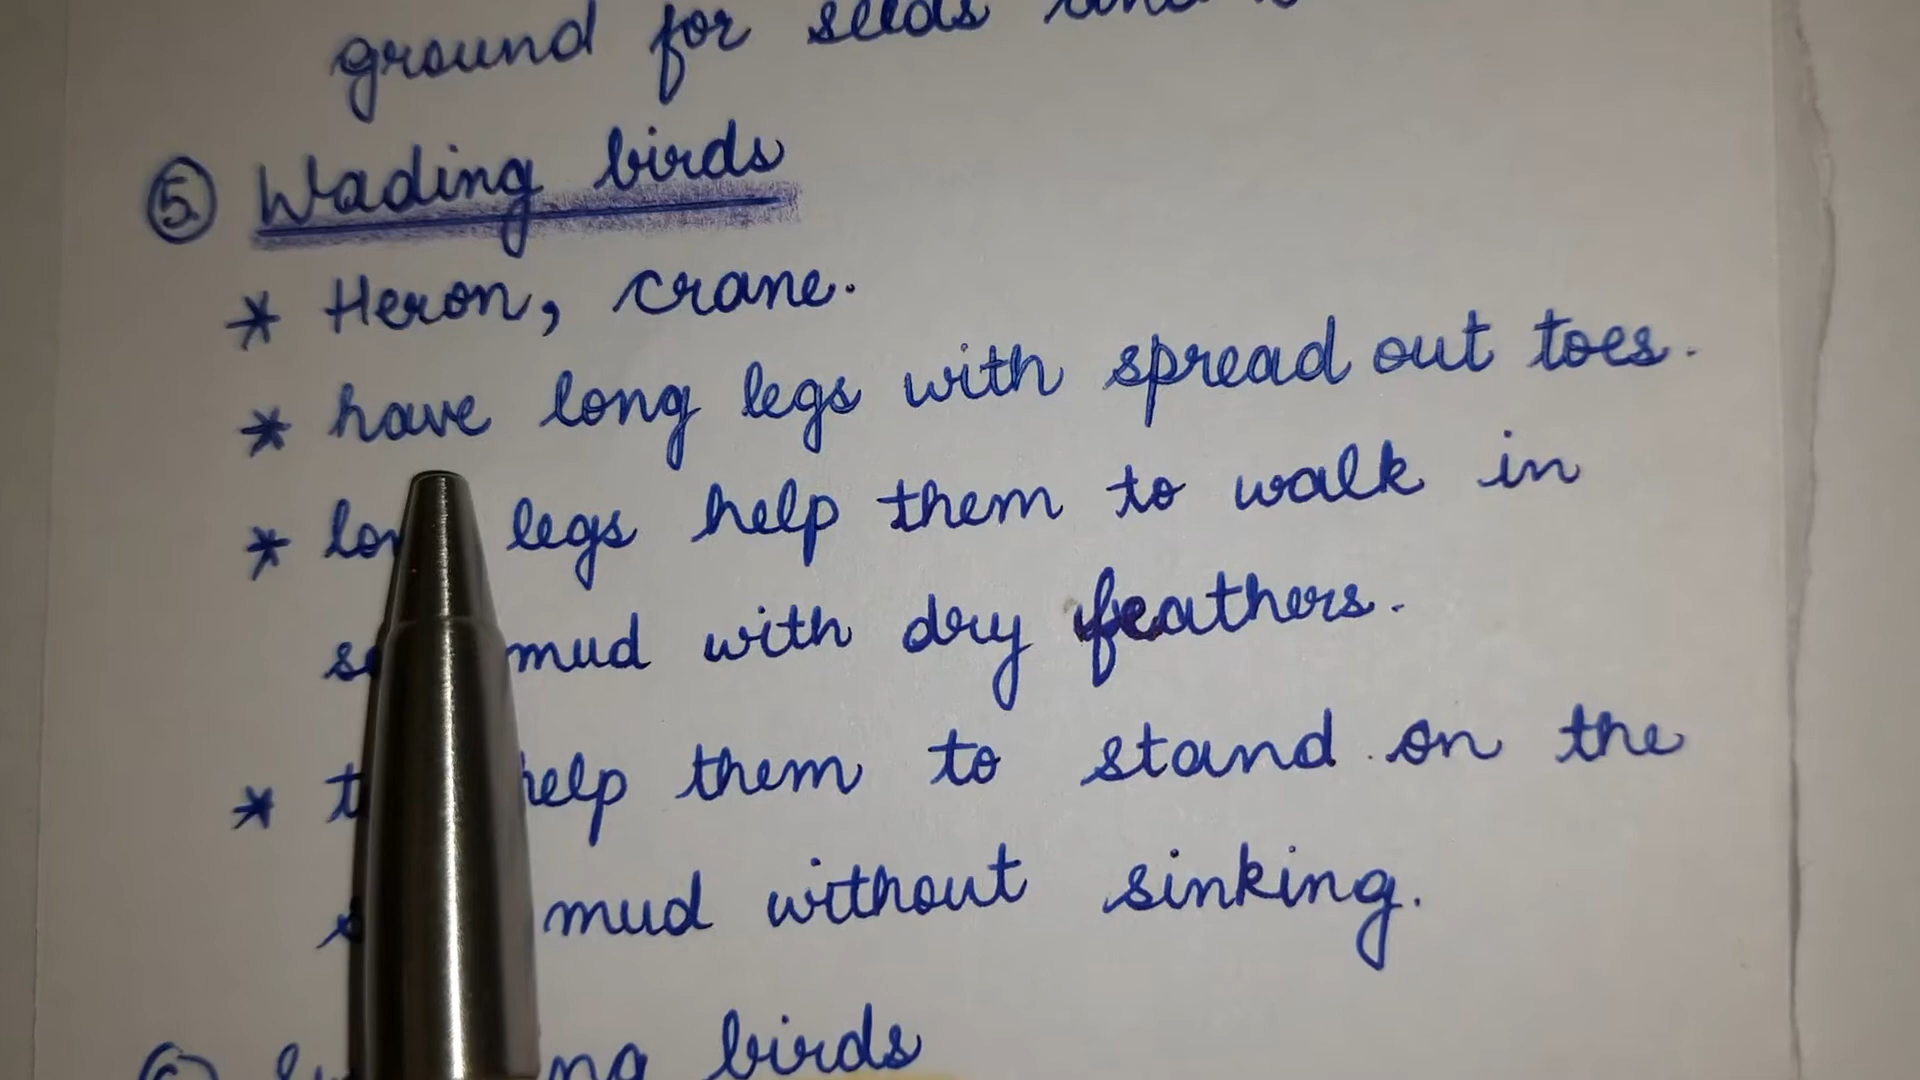 ground for seeds
⑤ Wading birds
* Heron, crane.
* have long legs with spread out toes.
* legs help them to walk in
mud with dry feathers.
* help them to stand on the
mud without sinking.
birds